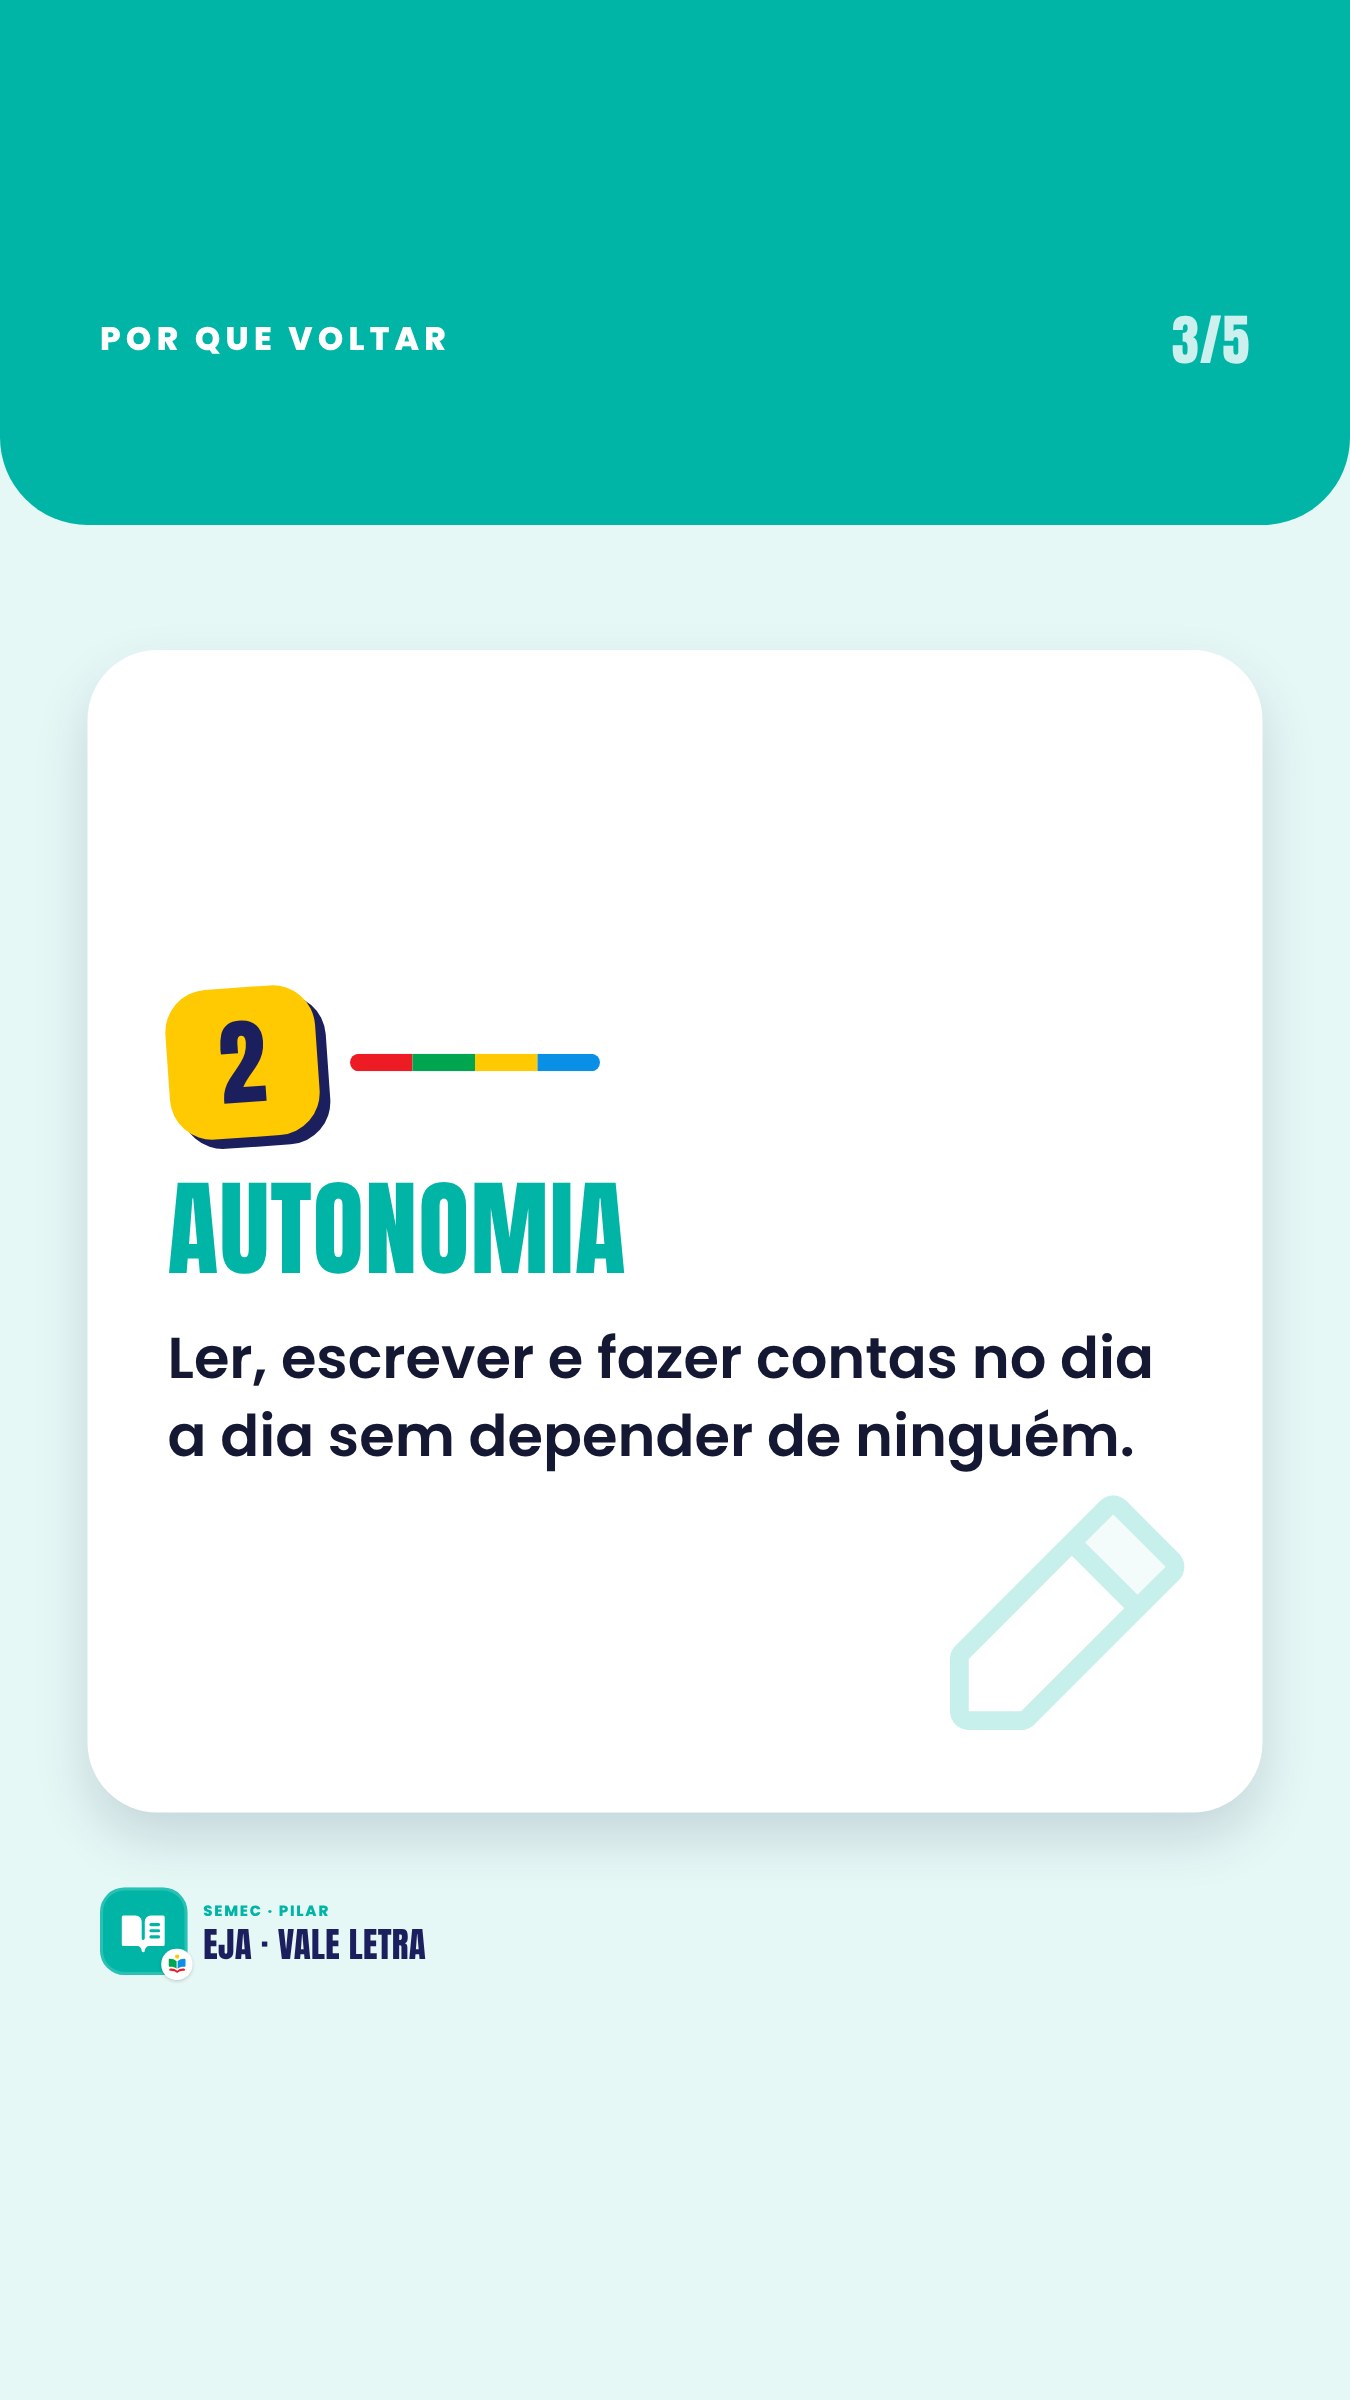 POR QUE VOLTAR
3/5
2
AUTONOMIA
Ler, escrever e fazer contas no dia
a dia sem depender de ninguém.
SEMEC · PILAR
EJA · VALE LETRA